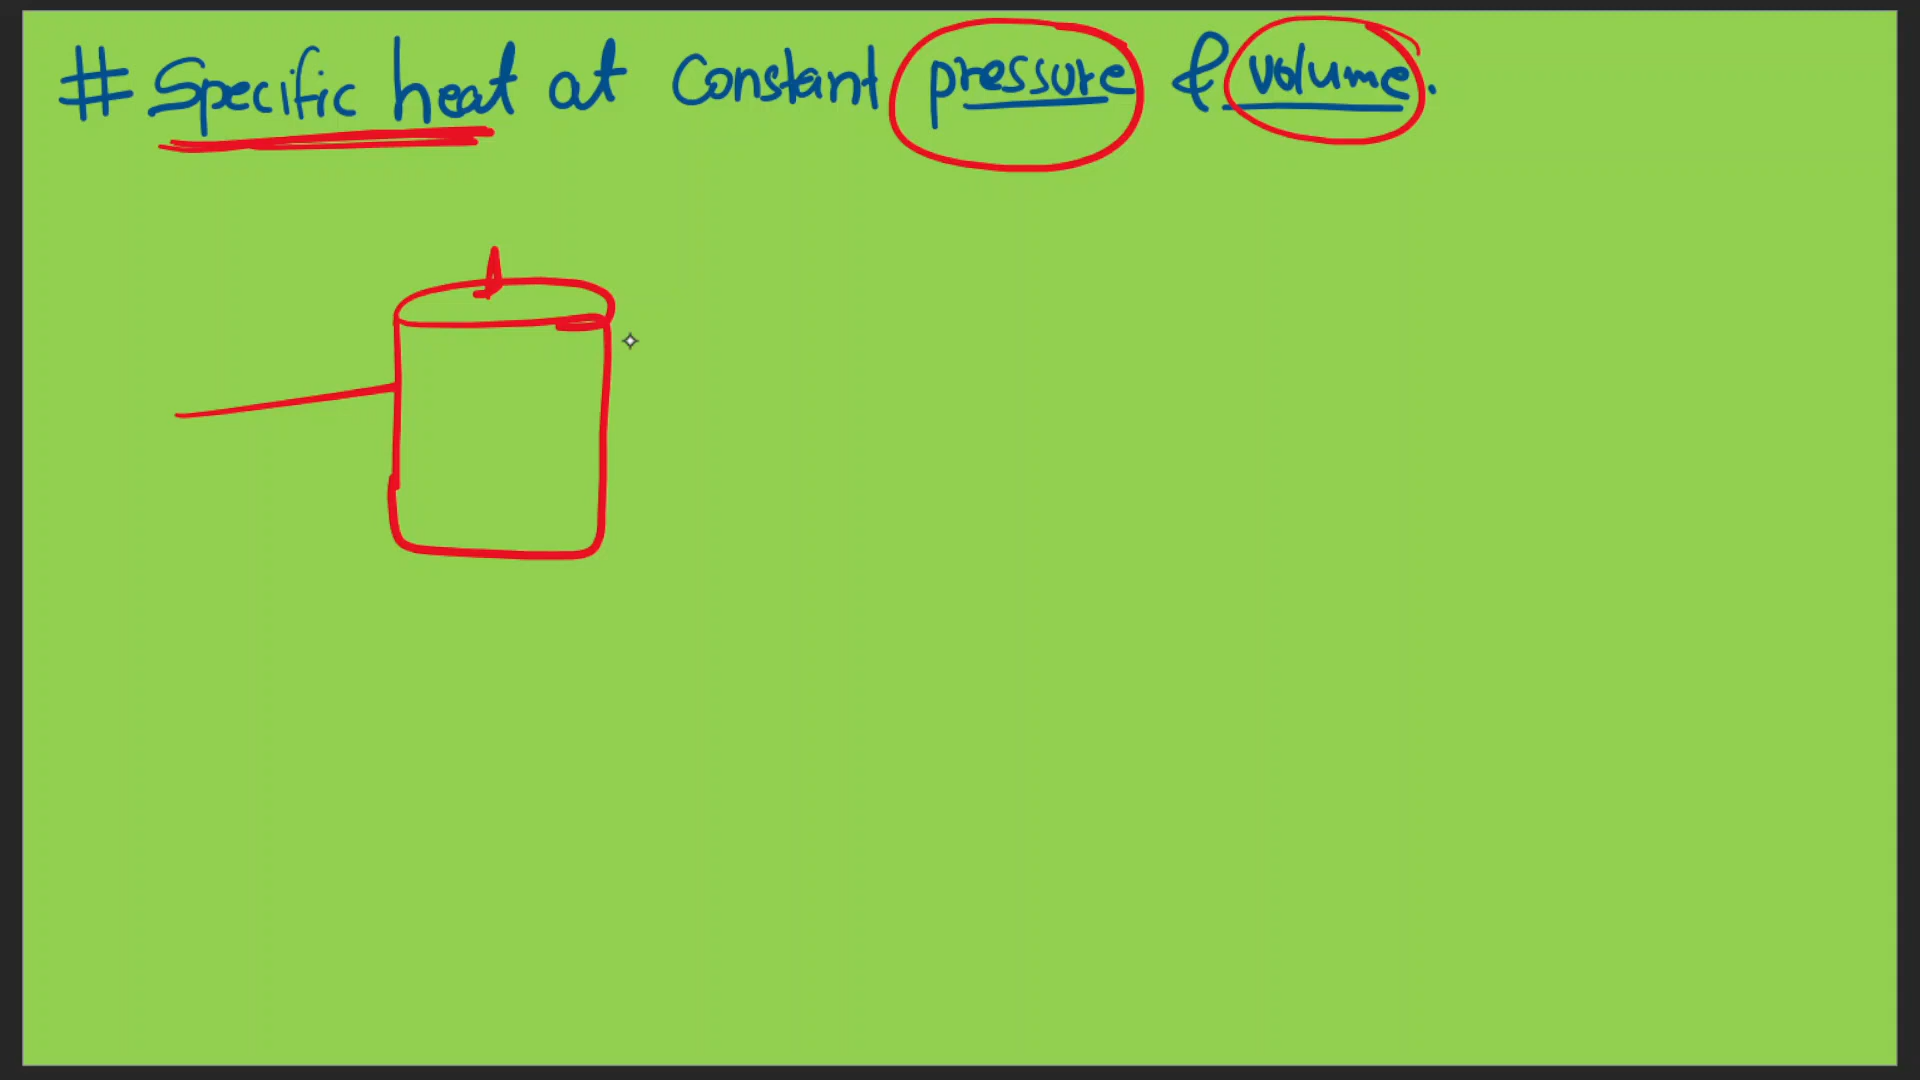 # Specific heat at Constant pressure & volume.